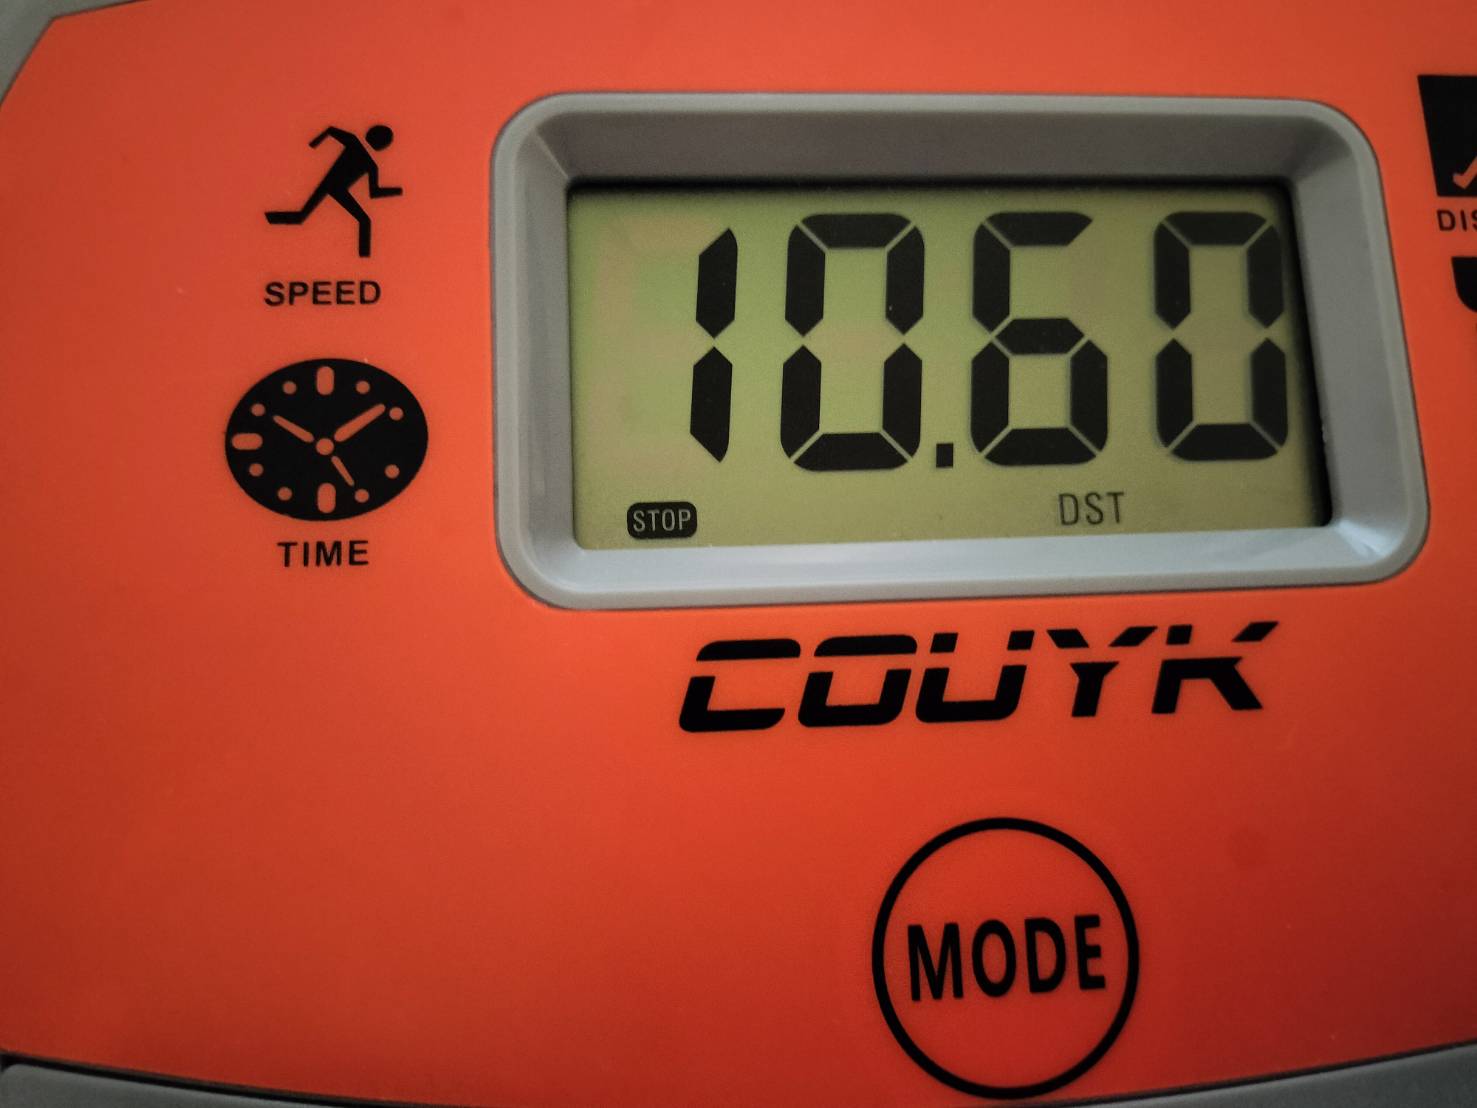 SPEED
TIME
10.60
STOP DST
COUYK
MODE